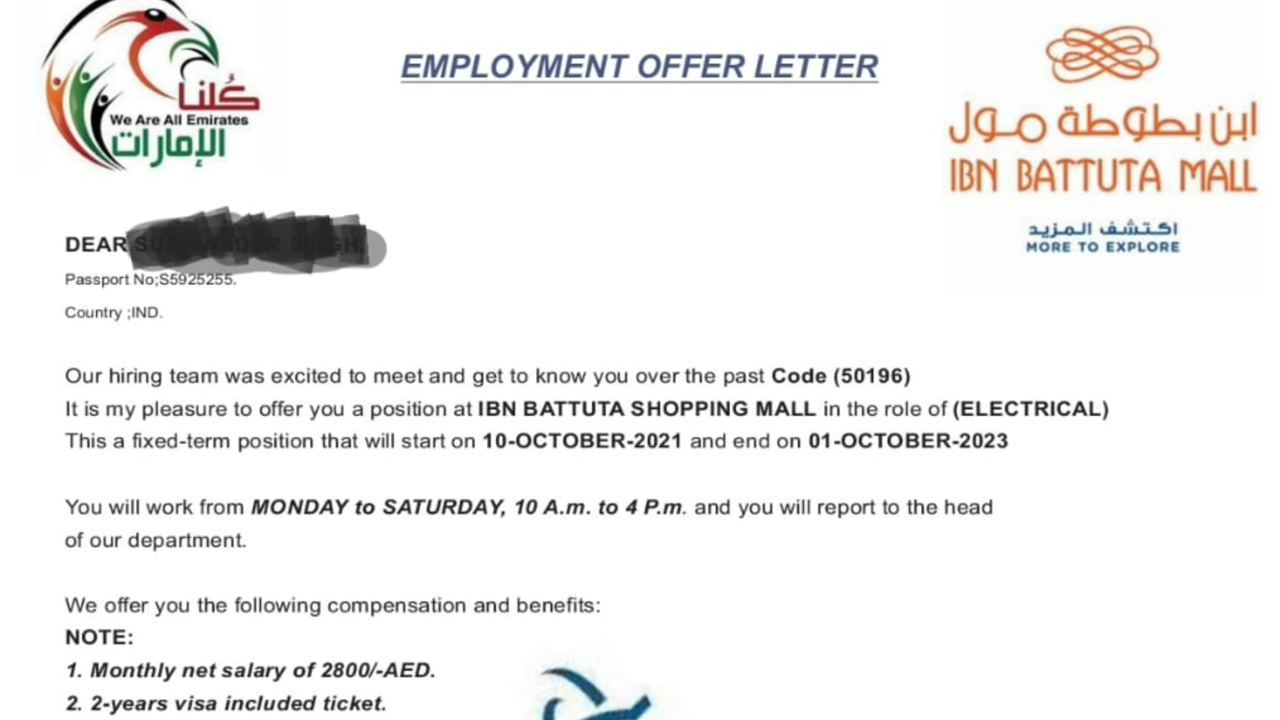 كُلنا
We Are All Emirates
الإمارات
EMPLOYMENT OFFER LETTER
ابن بطوطة مول
IBN BATTUTA MALL
اكتشف المزيد
MORE TO EXPLORE
DEAR
Passport No;S5925255.
Country ;IND.
Our hiring team was excited to meet and get to know you over the past Code (50196)
It is my pleasure to offer you a position at IBN BATTUTA SHOPPING MALL in the role of (ELECTRICAL)
This a fixed-term position that will start on 10-OCTOBER-2021 and end on 01-OCTOBER-2023
You will work from MONDAY to SATURDAY, 10 A.m. to 4 P.m. and you will report to the head
of our department.
We offer you the following compensation and benefits:
NOTE:
1. Monthly net salary of 2800/-AED.
2. 2-years visa included ticket.